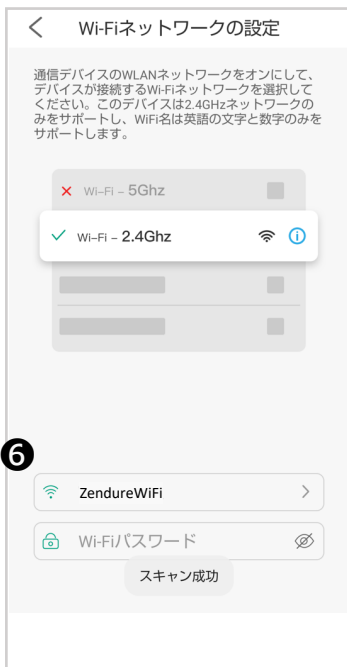 Wi-Fiネットワークの設定
通信デバイスのWLANネットワークをオンにして、
デバイスが接続するWi-Fiネットワークを選択して
ください。このデバイスは2.4GHzネットワークの
みをサポートし、WiFi名は英語の文字と数字のみを
サポートします。
Wi-Fi – 5Ghz
Wi-Fi – 2.4Ghz
6
ZendureWiFi
Wi-Fiパスワード
スキャン成功